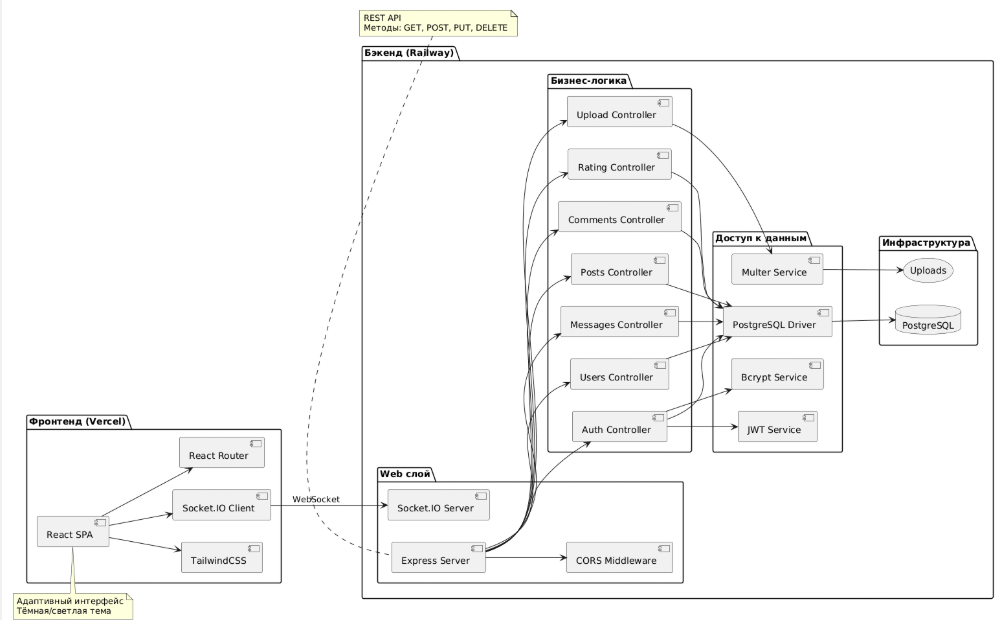 REST API
Методы: GET, POST, PUT, DELETE
Бэкенд (Railway)
Бизнес-логика
Upload Controller
Rating Controller
Comments Controller
Posts Controller
Messages Controller
Users Controller
Auth Controller
Доступ к данным
Multer Service
PostgreSQL Driver
Bcrypt Service
JWT Service
Инфраструктура
Uploads
PostgreSQL
Фронтенд (Vercel)
React Router
Socket.IO Client
React SPA
TailwindCSS
WebSocket
Web слой
Socket.IO Server
Express Server
CORS Middleware
Адаптивный интерфейс
Тёмная/светлая тема